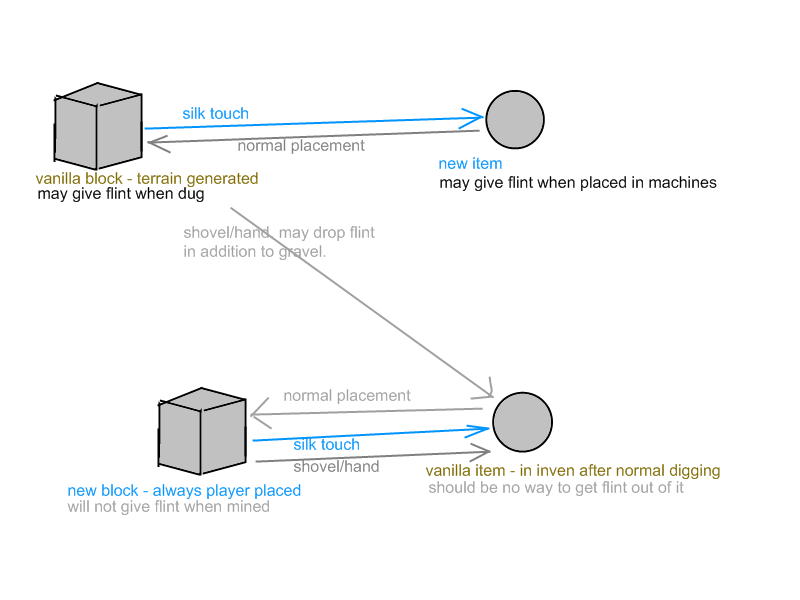 silk touch
normal placement
new item
may give flint when placed in machines
vanilla block - terrain generated
may give flint when dug
shovel/hand, may drop flint
in addition to gravel.
normal placement
silk touch
shovel/hand
vanilla item - in inven after normal digging
should be no way to get flint out of it
new block - always player placed
will not give flint when mined